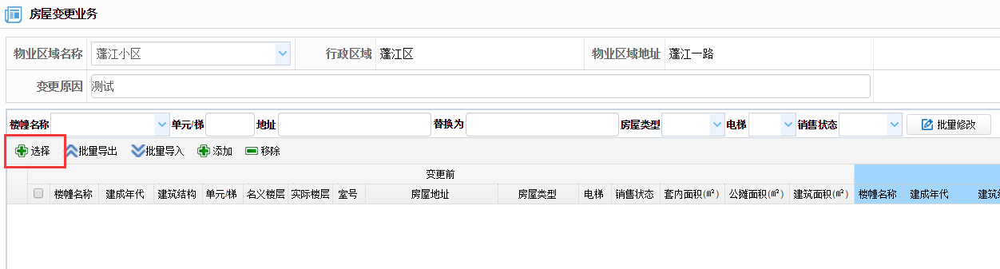 房屋变更业务
物业区域名称 蓬江小区 行政区域 蓬江区 物业区域地址 蓬江一路
变更原因 测试
楼幢名称 单元/梯 地址 替换为 房屋类型 电梯 销售状态 批量修改
选择 批量导出 批量导入 添加 移除
变更前
楼幢名称 建成年代 建筑结构 单元/梯 名义楼层 实际楼层 室号 房屋地址 房屋类型 电梯 销售状态 套内面积(㎡) 公摊面积(㎡) 建筑面积(㎡) 楼幢名称 建成年代 建筑